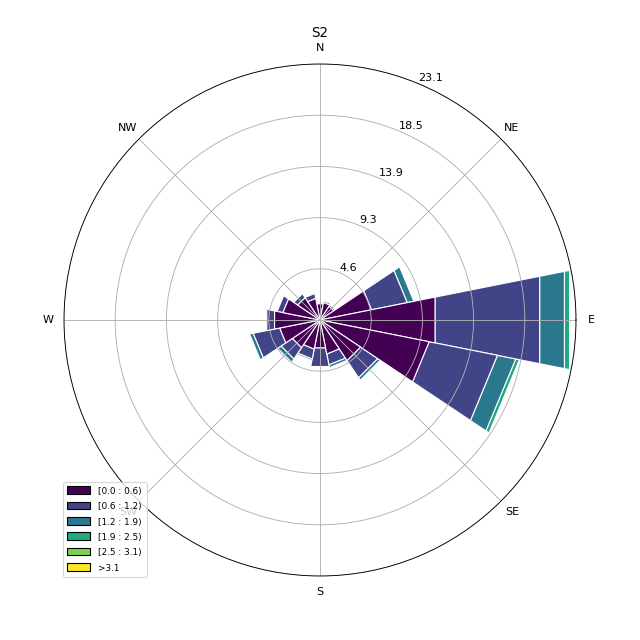 S2
N
23.1
NW
NE
18.5
13.9
9.3
4.6
W
E
[0.0 : 0.6)
[0.6 : 1.2)
[1.2 : 1.9)
[1.9 : 2.5)
[2.5 : 3.1)
>3.1
SW
SE
S